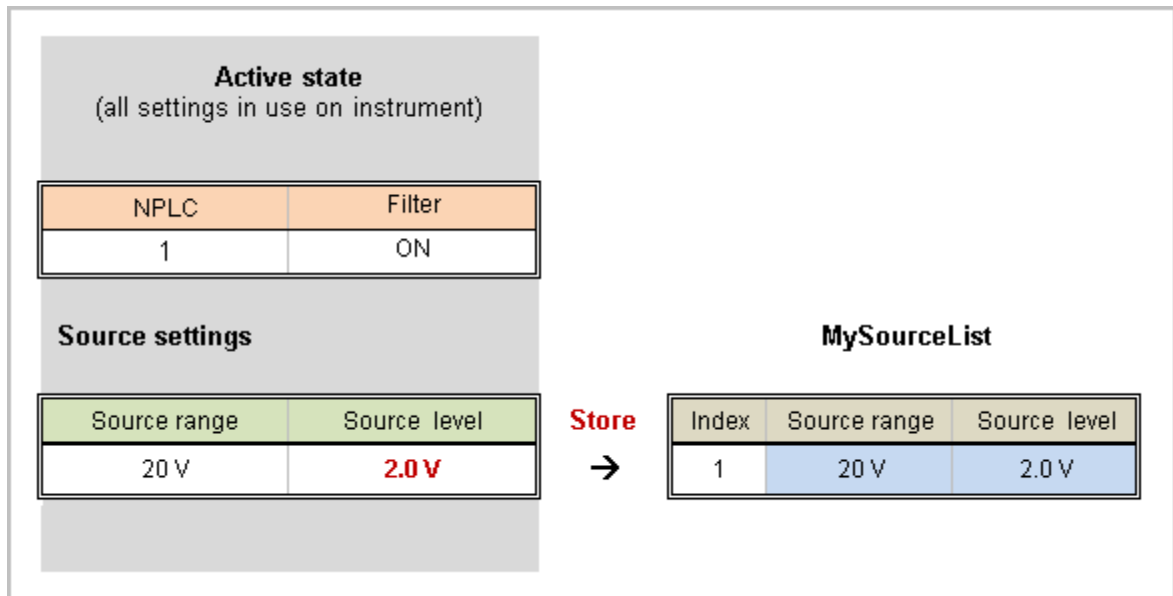 Active state
(all settings in use on instrument)
NPLC Filter
1 ON
Source settings MySourceList
Source range Source level Store Index Source range Source level
20 V 2.0 V → 1 20 V 2.0 V